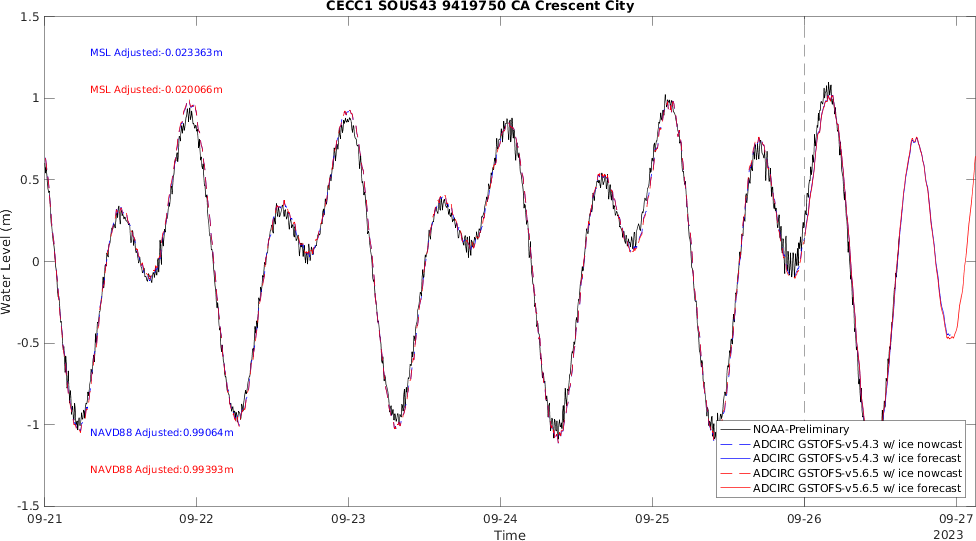 CECC1 SOUS43 9419750 CA Crescent City
1.5
MSL Adjusted:-0.023363m
MSL Adjusted:-0.020066m
1
0.5
Water Level (m)
0
-0.5
-1
NAVD88 Adjusted:0.99064m
NAVD88 Adjusted:0.99393m
-1.5
NOAA-Preliminary
ADCIRC GSTOFS-v5.4.3 w/ ice nowcast
ADCIRC GSTOFS-v5.4.3 w/ ice forecast
ADCIRC GSTOFS-v5.6.5 w/ ice nowcast
ADCIRC GSTOFS-v5.6.5 w/ ice forecast
09-21 09-22 09-23 09-24 09-25 09-26 09-27
Time 2023